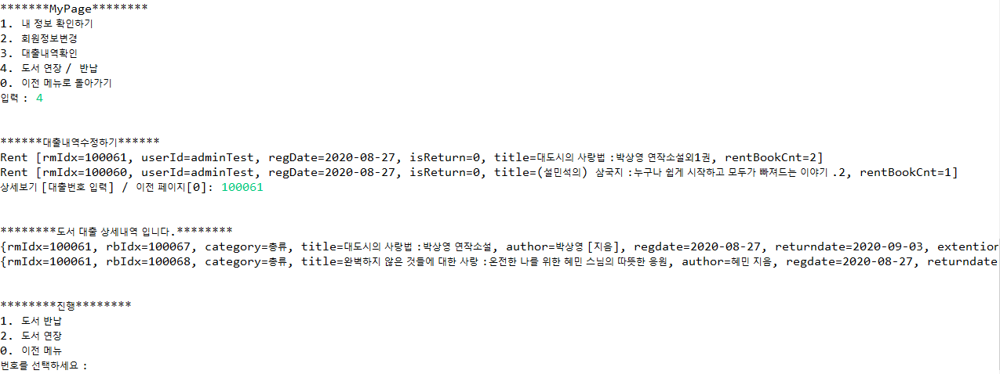 *******MyPage********
1. 내 정보 확인하기
2. 회원정보변경
3. 대출내역확인
4. 도서 연장 / 반납
0. 이전 메뉴로 돌아가기
입력 : 4
******대출내역수정하기******
Rent [rmIdx=100061, userId=adminTest, regDate=2020-08-27, isReturn=0, title=대도시의 사랑법 :박상영 연작소설외1권, rentBookCnt=2]
Rent [rmIdx=100060, userId=adminTest, regDate=2020-08-27, isReturn=0, title=(설민석의) 삼국지 :누구나 쉽게 시작하고 모두가 빠져드는 이야기 .2, rentBookCnt=1]
상세보기 [대출번호 입력] / 이전 페이지[0]: 100061
********도서 대출 상세내역 입니다.********
{rmIdx=100061, rbIdx=100067, category=총류, title=대도시의 사랑법 :박상영 연작소설, author=박상영 [지음], regdate=2020-08-27, returndate=2020-09-03, extention
{rmIdx=100061, rbIdx=100068, category=총류, title=완벽하지 않은 것들에 대한 사랑 :온전한 나를 위한 혜민 스님의 따뜻한 응원, author=혜민 지음, regdate=2020-08-27, returndate
********진행********
1. 도서 반납
2. 도서 연장
0. 이전 메뉴
번호를 선택하세요 :